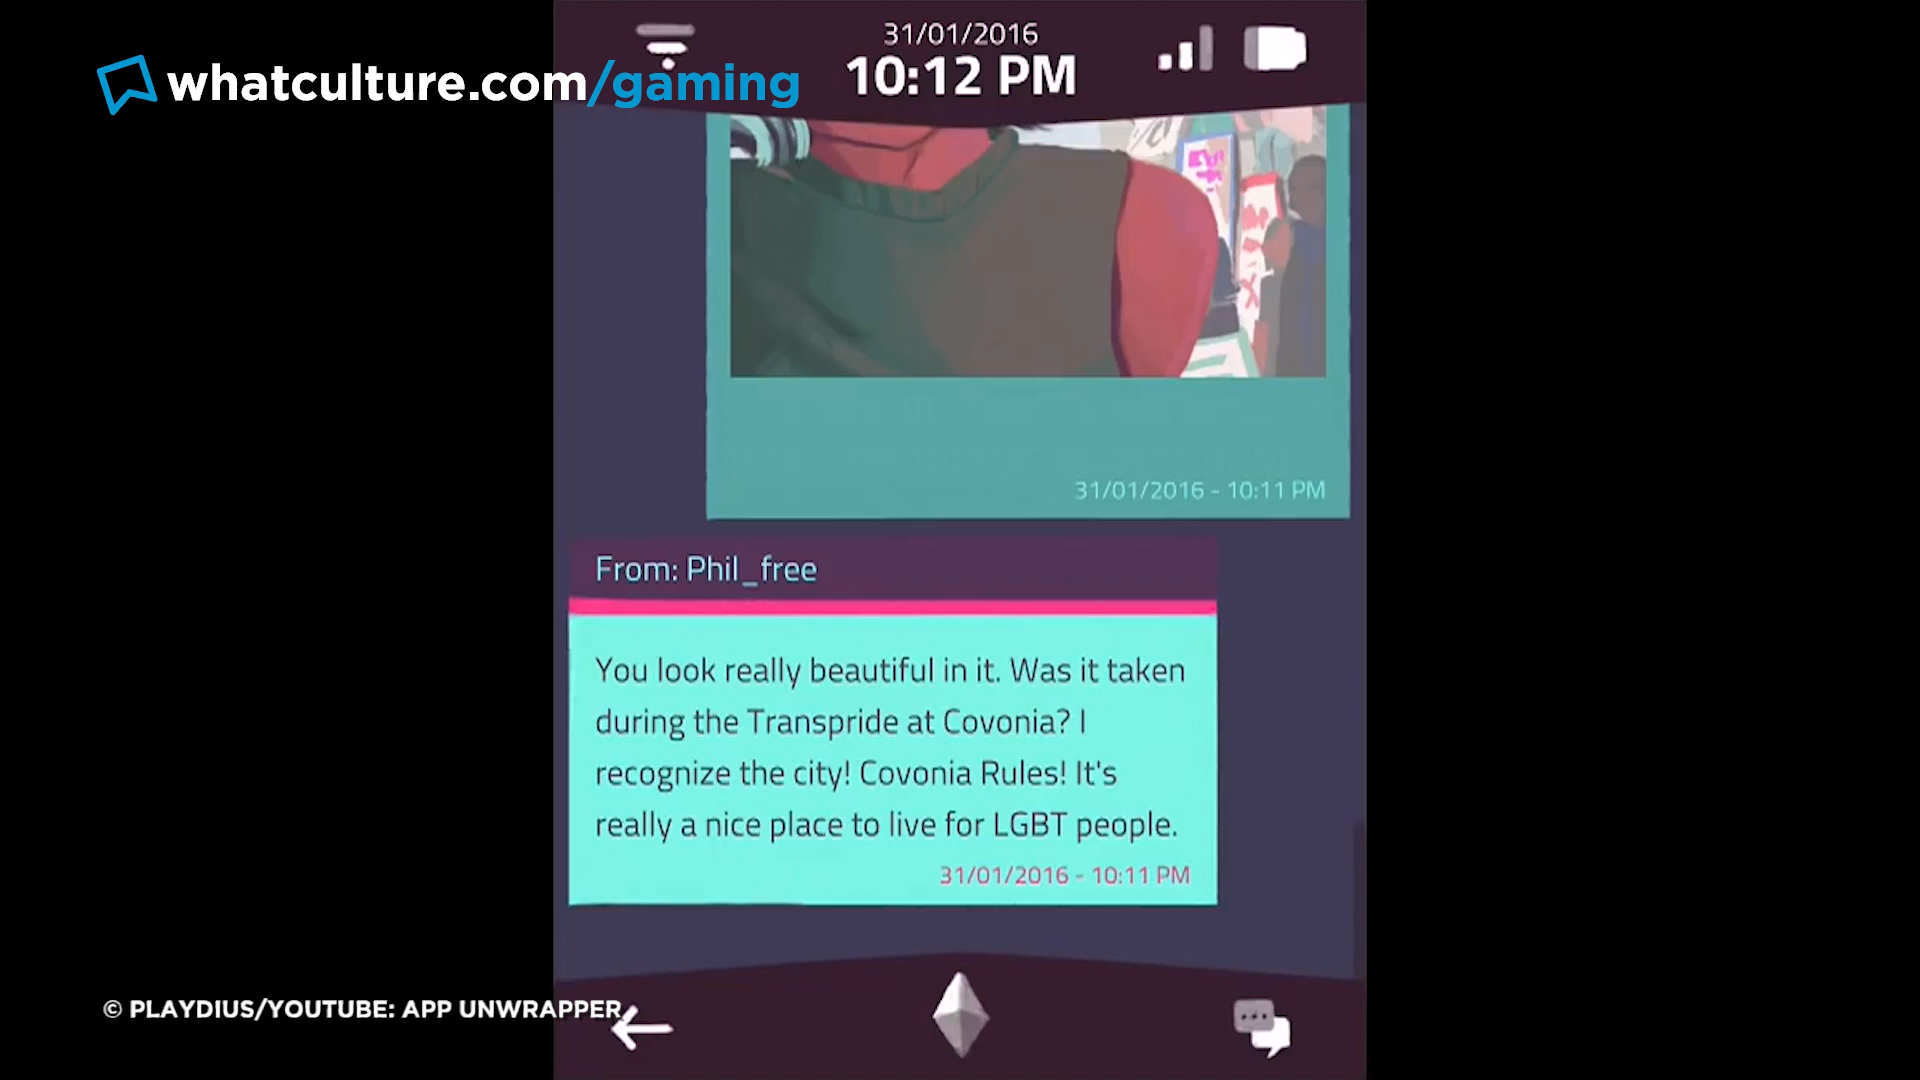 31/01/2016
10:12 PM
whatculture.com/gaming
31/01/2016 - 10:11 PM
From: Phil_free
You look really beautiful in it. Was it taken
during the Transpride at Covonia? I
recognize the city! Covonia Rules! It's
really a nice place to live for LGBT people.
31/01/2016 - 10:11 PM
© PLAYDIUS/YOUTUBE: APP UNWRAPPER